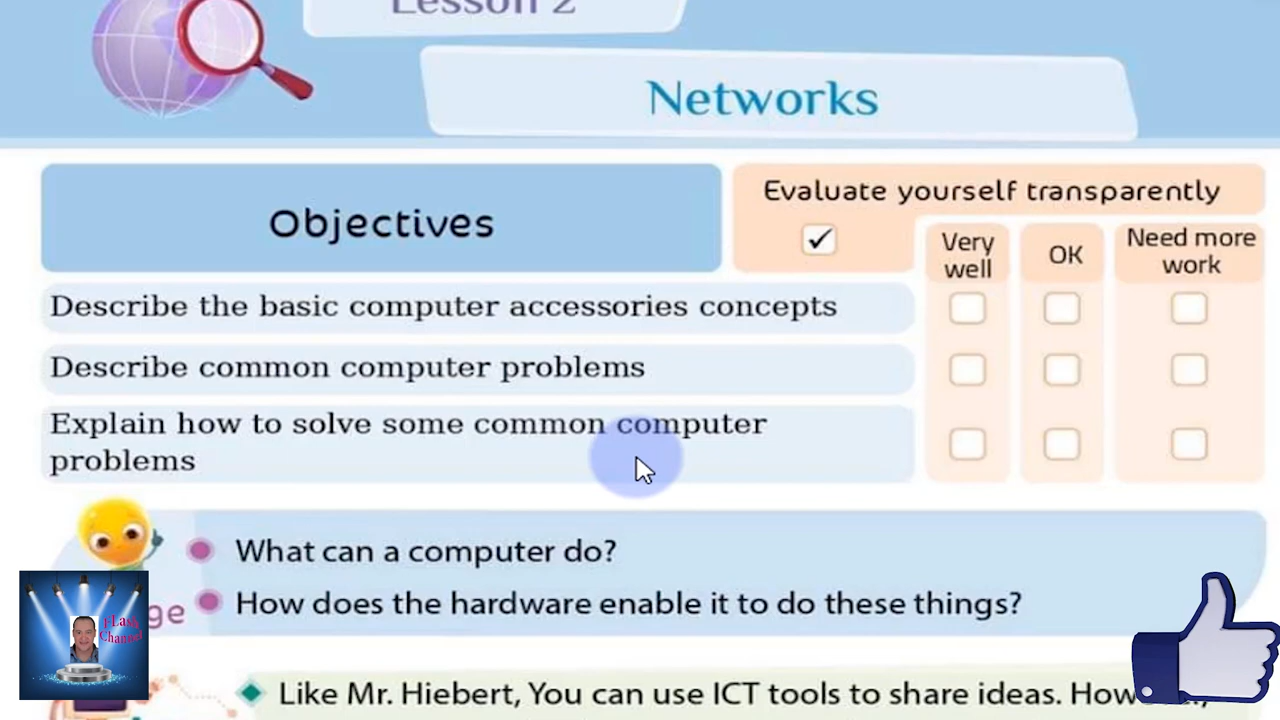 Lesson 2
Networks
Objectives
Evaluate yourself transparently
Very
well
OK
Need more
work
Describe the basic computer accessories concepts
Describe common computer problems
Explain how to solve some common computer
problems
What can a computer do?
How does the hardware enable it to do these things?
Flash
Channel
Like Mr. Hiebert, You can use ICT tools to share ideas.